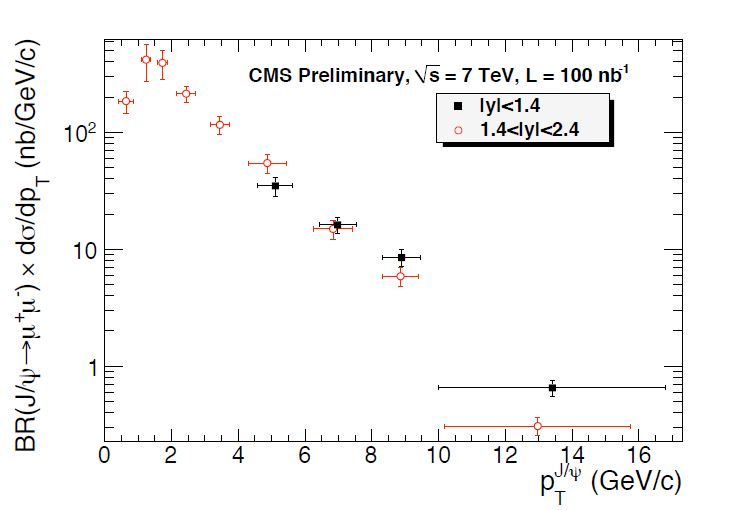 BR(J/ψ→μ⁺μ⁻) × dσ/dp_T (nb/GeV/c)
CMS Preliminary, √s = 7 TeV, L = 100 nb⁻¹
|y|<1.4
1.4<|y|<2.4
10²
10
1
0 2 4 6 8 10 12 14 16
p_T^{J/ψ} (GeV/c)